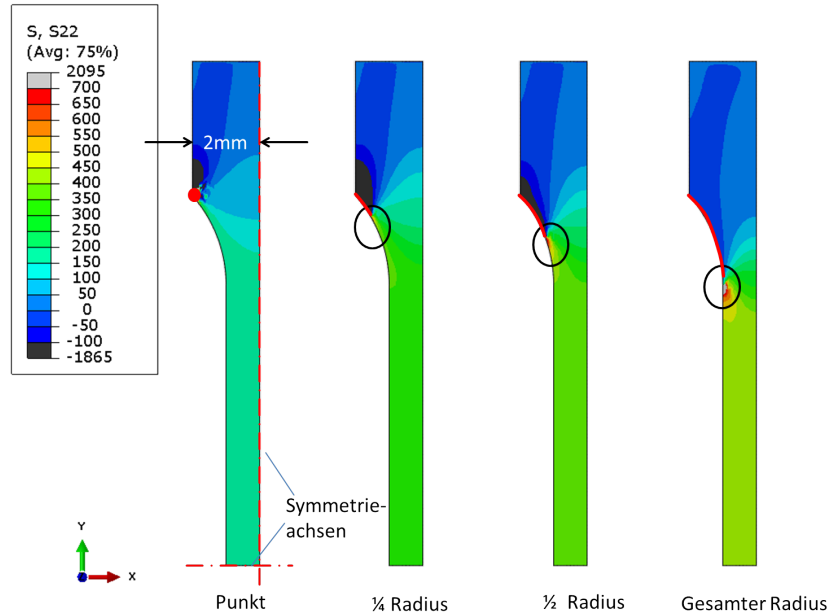 S, S22
(Avg: 75%)
2095
700
650
600
550
500
450
400
350
300
250
200
150
100
50
0
-50
-100
-1865
2mm
Symmetrie-
achsen
Y
X
Z
Punkt
¼ Radius
½ Radius
Gesamter Radius